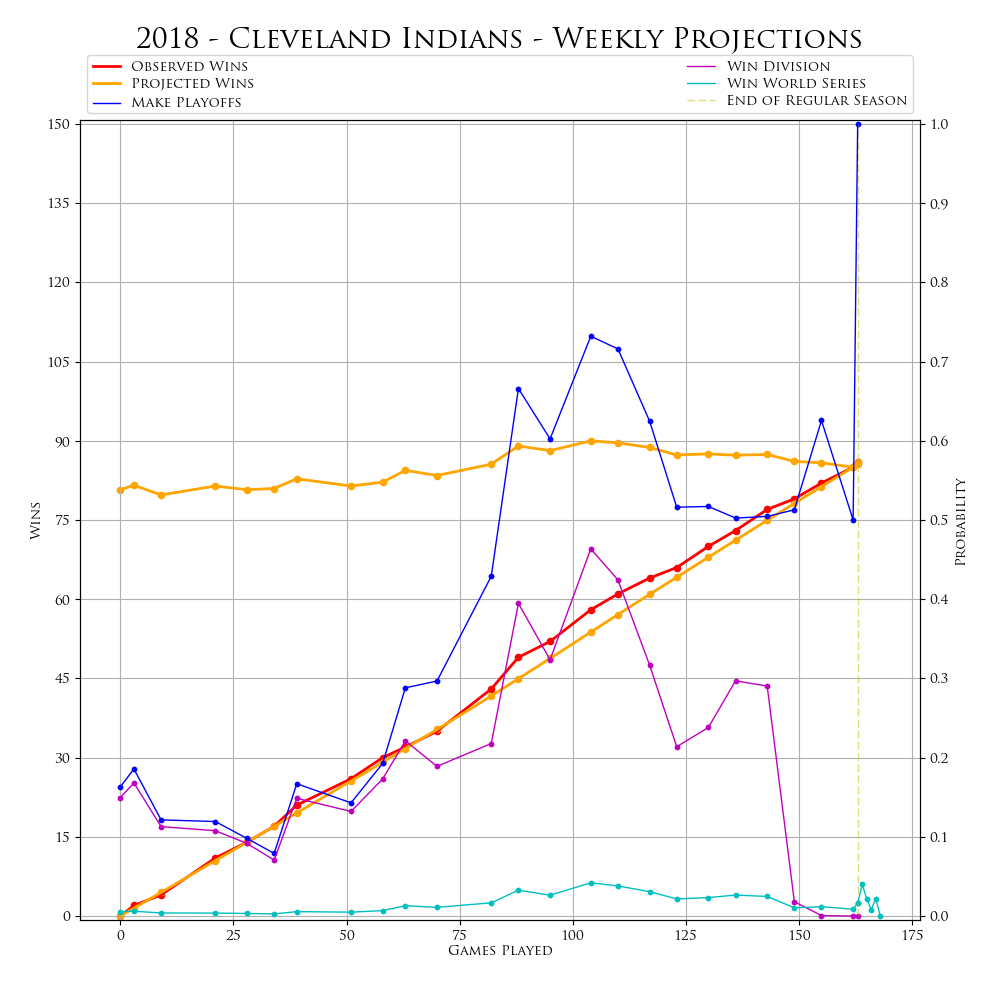 2018 - Cleveland Indians - Weekly Projections
Observed Wins
Projected Wins
Make Playoffs
Win Division
Win World Series
End of Regular Season
150
135
120
105
90
75
60
45
30
15
0
Wins
1.0
0.9
0.8
0.7
0.6
0.5
0.4
0.3
0.2
0.1
0.0
Probability
0 25 50 75 100 125 150 175
Games Played